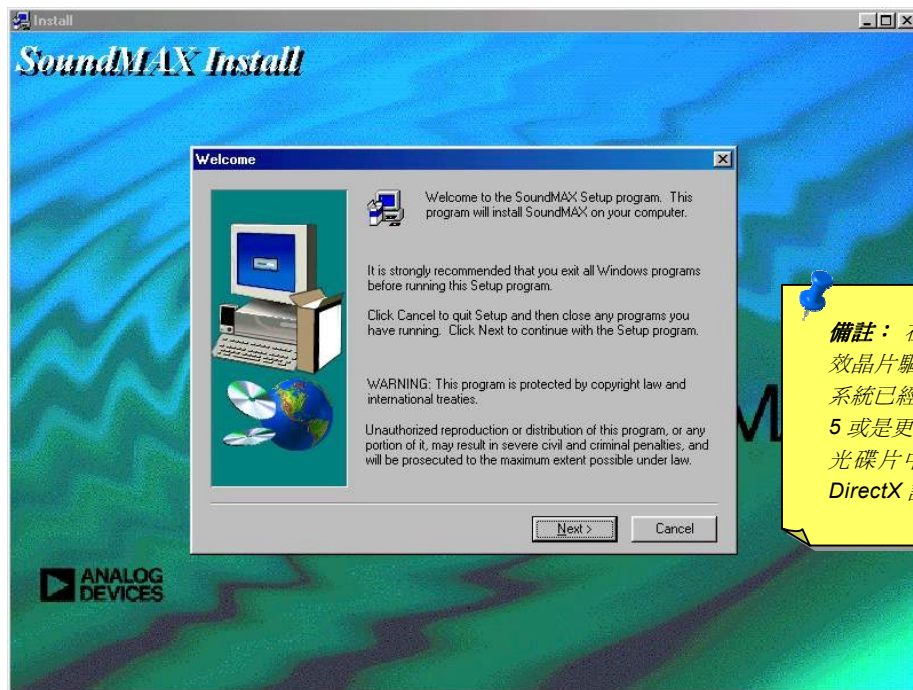 Install
SoundMAX Install
Welcome
Welcome to the SoundMAX Setup program. This
program will install SoundMAX on your computer.
It is strongly recommended that you exit all Windows programs
before running this Setup program.
Click Cancel to quit Setup and then close any programs you
have running. Click Next to continue with the Setup program.
WARNING: This program is protected by copyright law and
international treaties.
Unauthorized reproduction or distribution of this program, or any
portion of it, may result in severe civil and criminal penalties, and
will be prosecuted to the maximum extent possible under law.
Next >
Cancel
備註：
效晶片驅
系統已經
5 或是更
光碟片中
DirectX
ANALOG
DEVICES